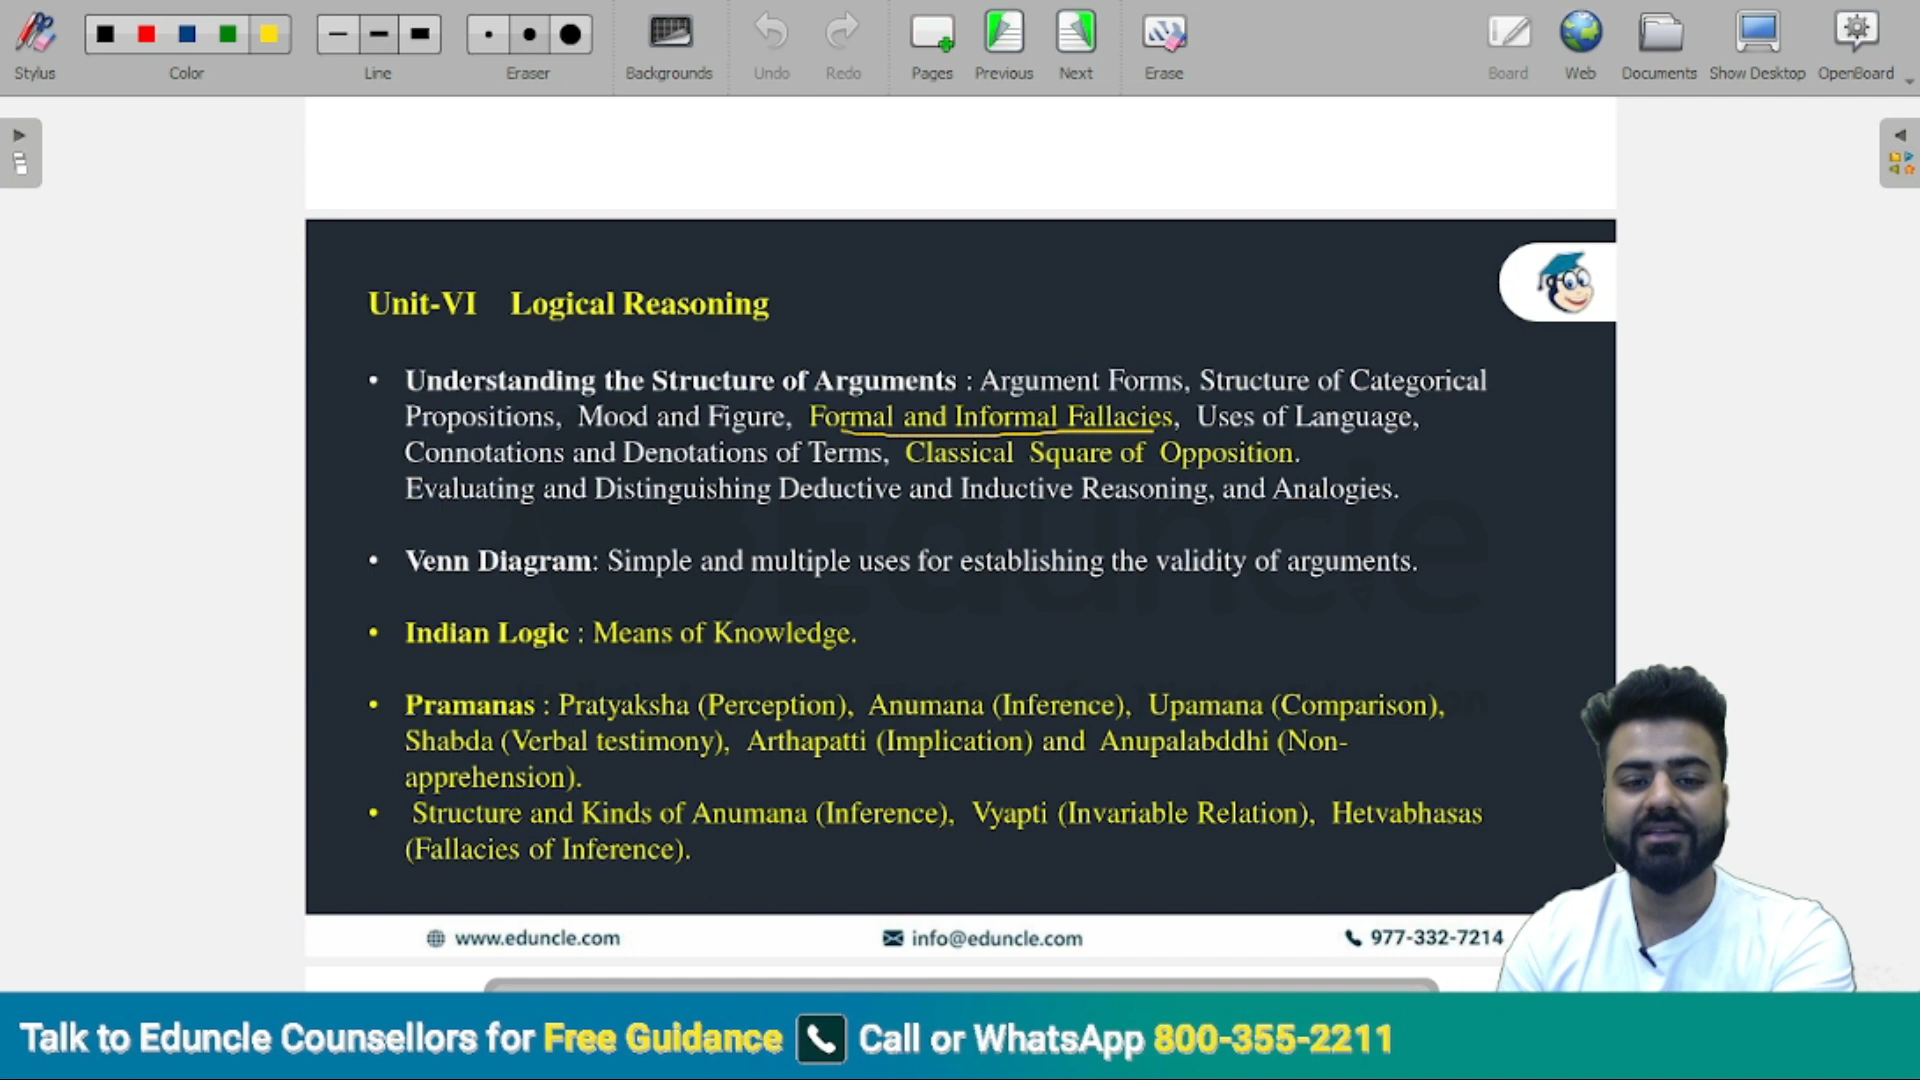 Stylus
Color
Line
Eraser
Backgrounds
Undo
Redo
Pages
Previous
Next
Erase
Board
Web
Documents
Show Desktop
OpenBoard
Unit-VI Logical Reasoning
• Understanding the Structure of Arguments : Argument Forms, Structure of Categorical
Propositions, Mood and Figure, Formal and Informal Fallacies, Uses of Language,
Connotations and Denotations of Terms, Classical Square of Opposition.
Evaluating and Distinguishing Deductive and Inductive Reasoning, and Analogies.
• Venn Diagram: Simple and multiple uses for establishing the validity of arguments.
• Indian Logic : Means of Knowledge.
• Pramanas : Pratyaksha (Perception), Anumana (Inference), Upamana (Comparison),
Shabda (Verbal testimony), Arthapatti (Implication) and Anupalabddhi (Non-
apprehension).
• Structure and Kinds of Anumana (Inference), Vyapti (Invariable Relation), Hetvabhasas
(Fallacies of Inference).
www.eduncle.com
info@eduncle.com
977-332-7214
Talk to Eduncle Counsellors for Free Guidance Call or WhatsApp 800-355-2211